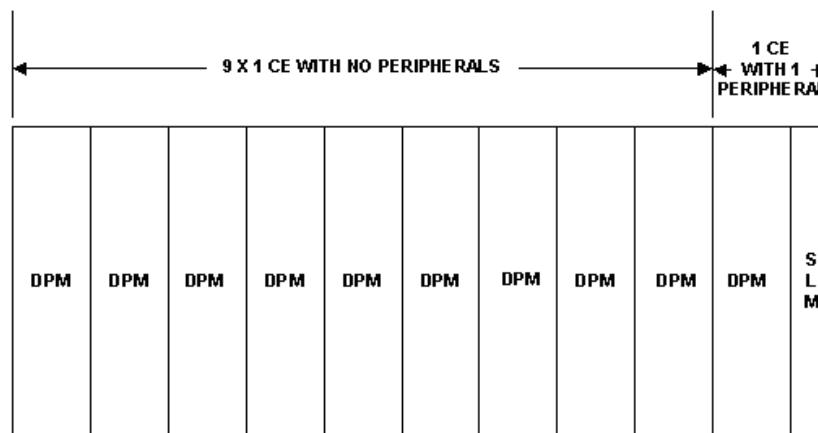 9 X 1 CE WITH NO PERIPHERALS
1 CE
WITH 1
PERIPHERA
DPM DPM DPM DPM DPM DPM DPM DPM DPM DPM
S
L
M